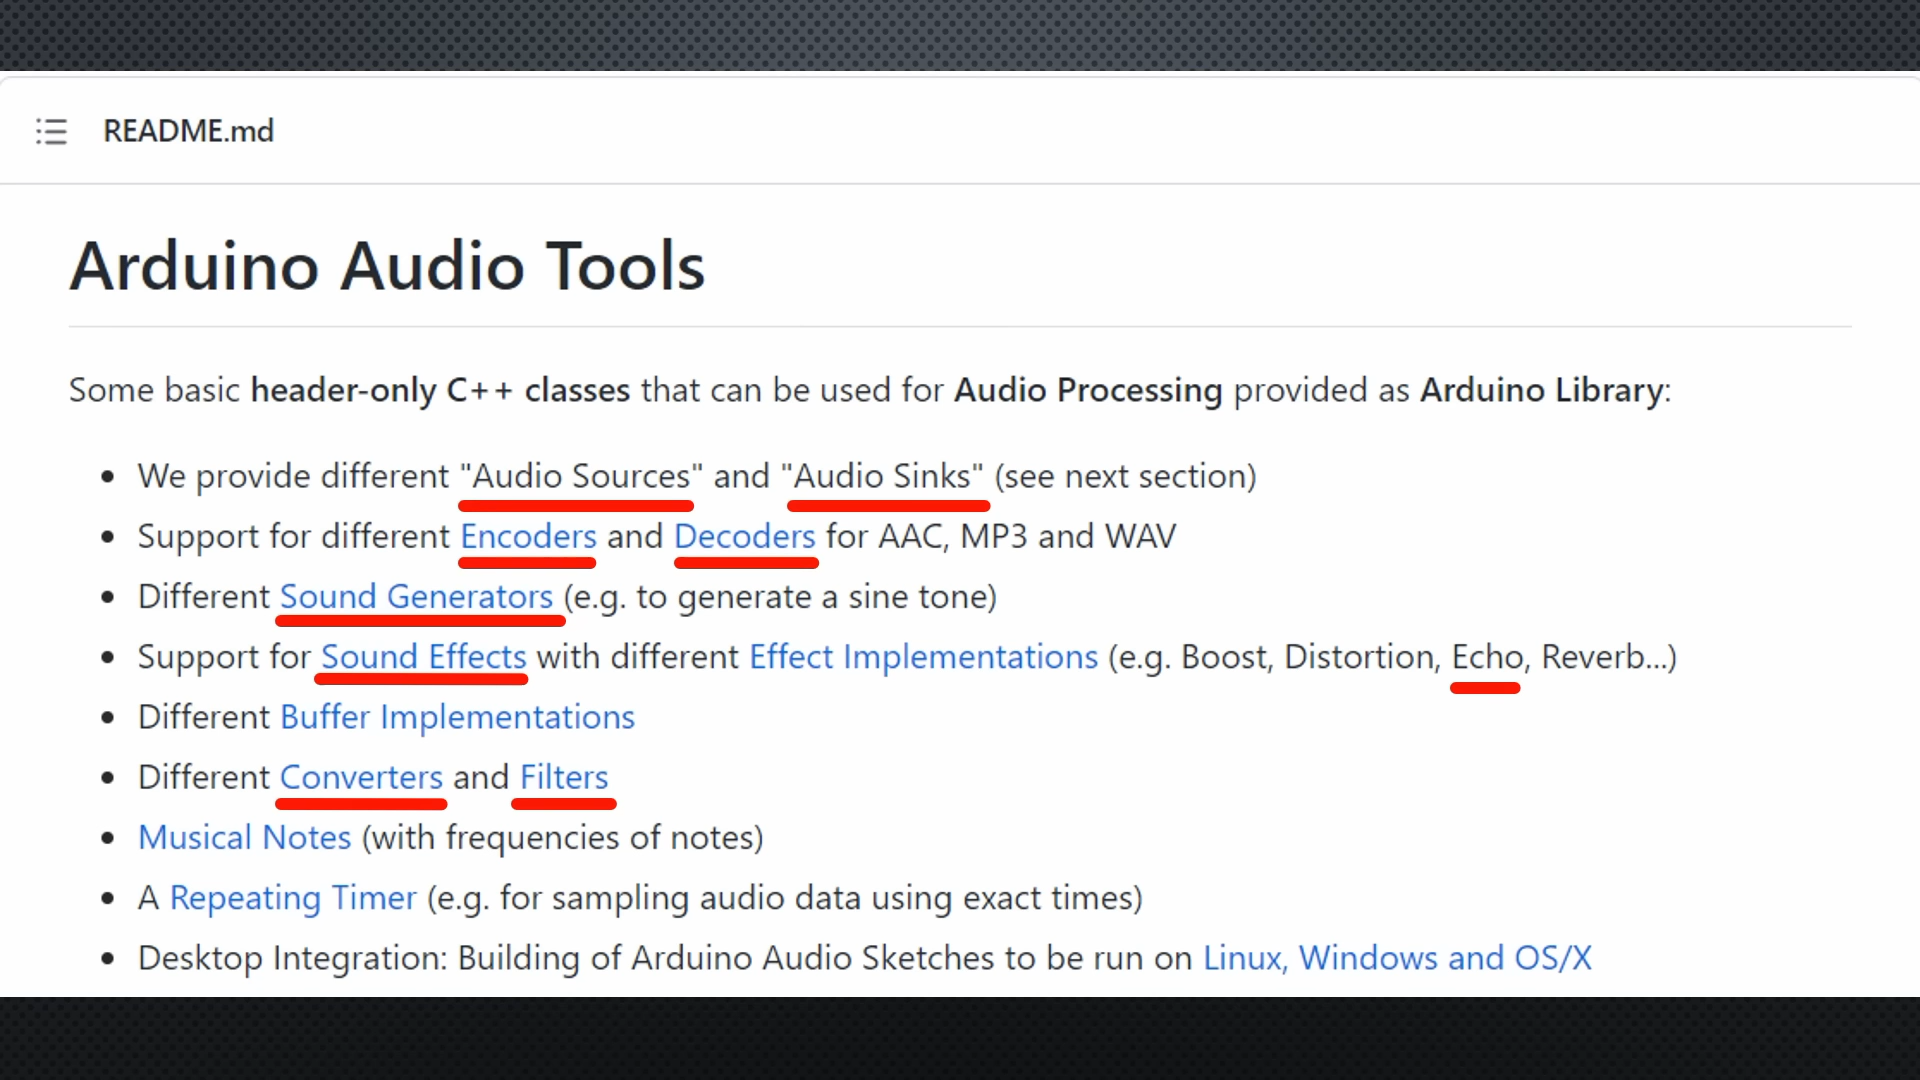 README.md
Arduino Audio Tools
Some basic header-only C++ classes that can be used for Audio Processing provided as Arduino Library:
• We provide different "Audio Sources" and "Audio Sinks" (see next section)
• Support for different Encoders and Decoders for AAC, MP3 and WAV
• Different Sound Generators (e.g. to generate a sine tone)
• Support for Sound Effects with different Effect Implementations (e.g. Boost, Distortion, Echo, Reverb...)
• Different Buffer Implementations
• Different Converters and Filters
• Musical Notes (with frequencies of notes)
• A Repeating Timer (e.g. for sampling audio data using exact times)
• Desktop Integration: Building of Arduino Audio Sketches to be run on Linux, Windows and OS/X